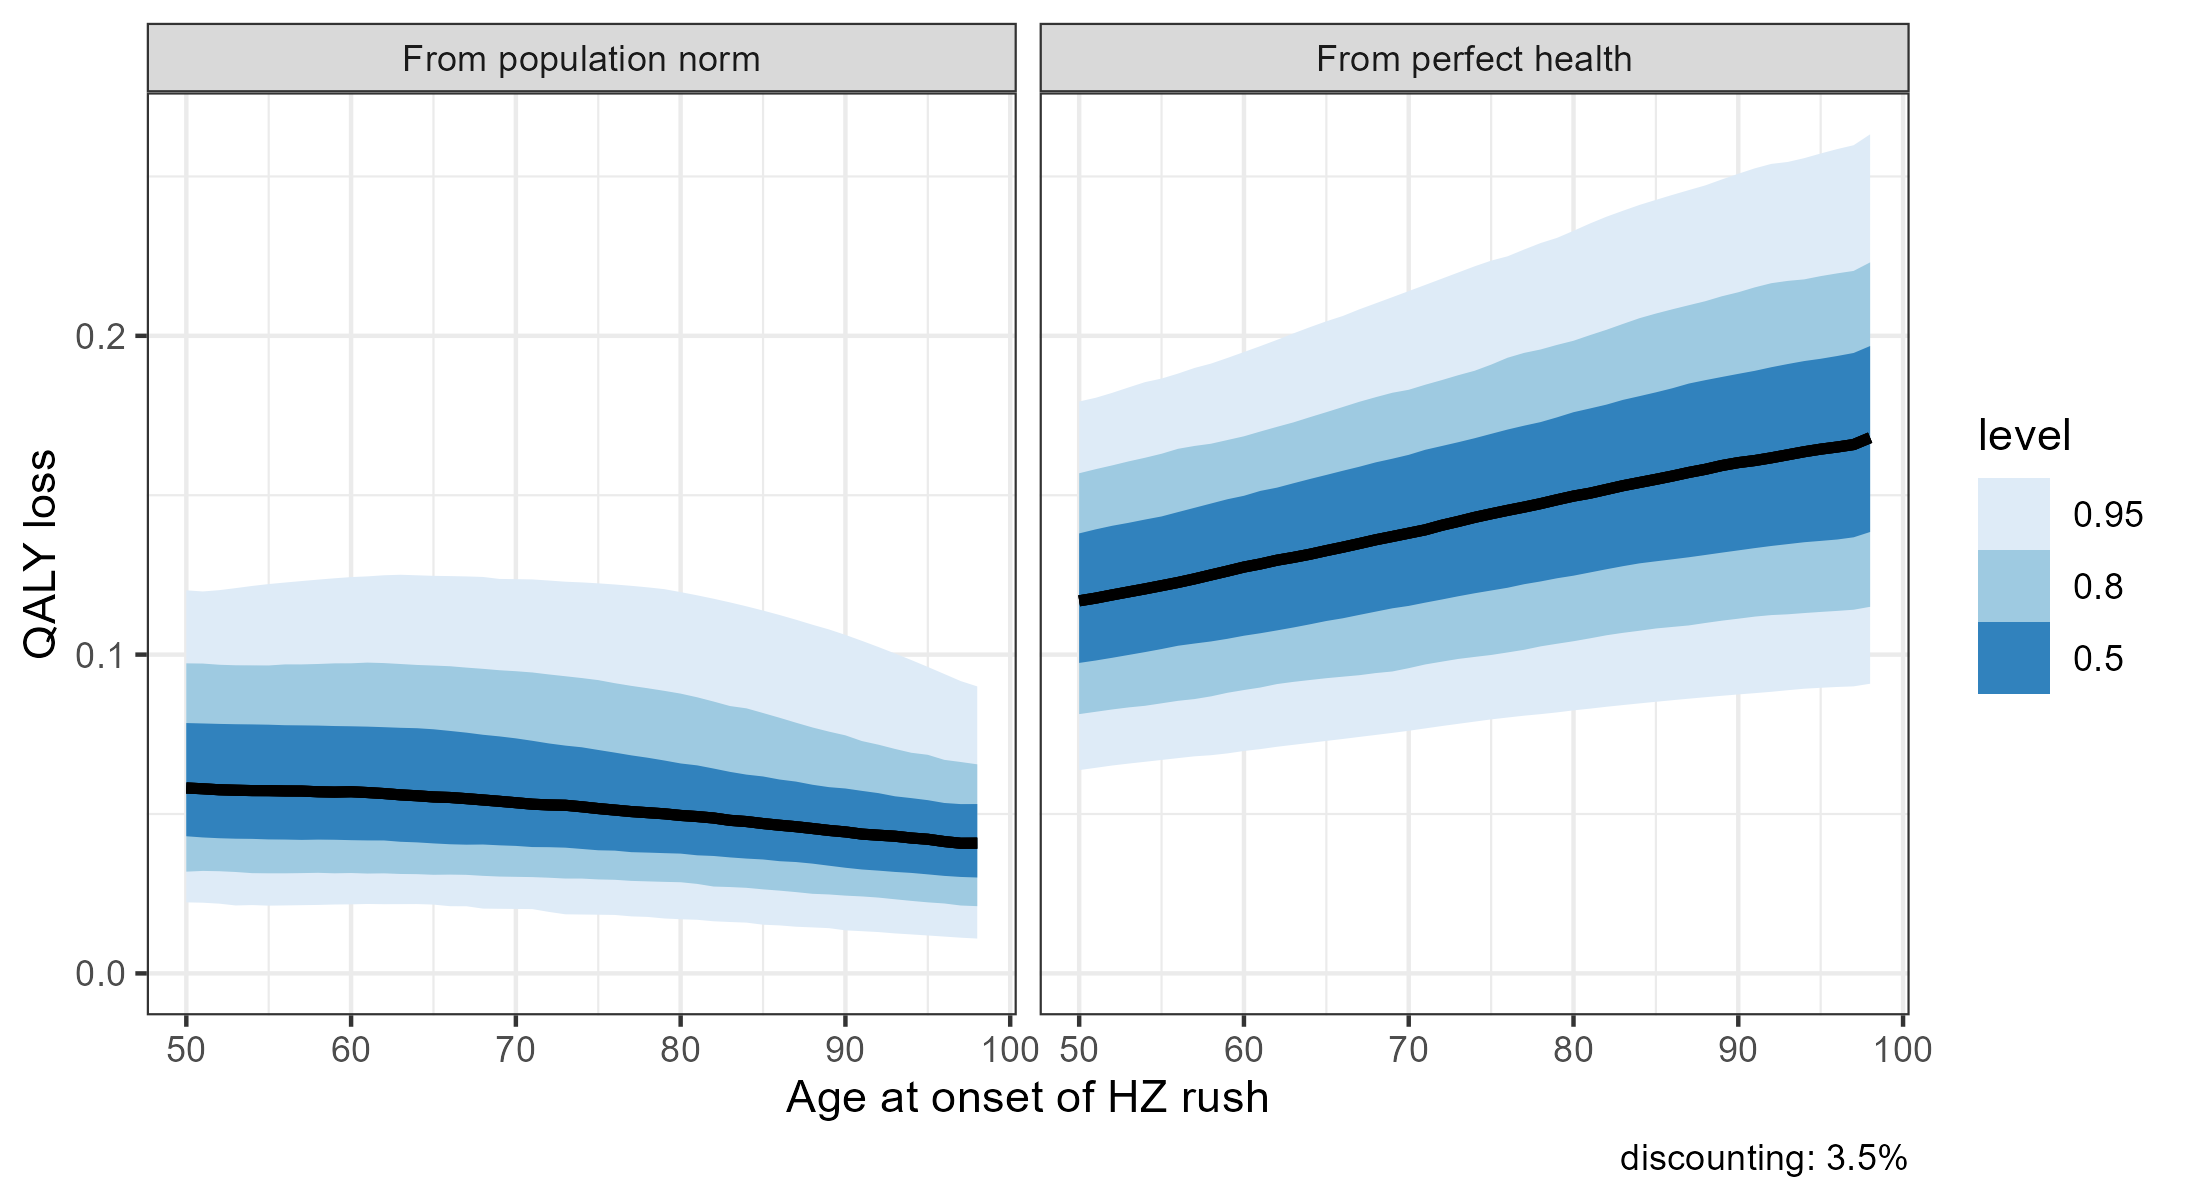 From population norm
From perfect health
QALY loss
0.2
0.1
0.0
50 60 70 80 90 100
50 60 70 80 90 100
Age at onset of HZ rush
level
0.95
0.8
0.5
discounting: 3.5%